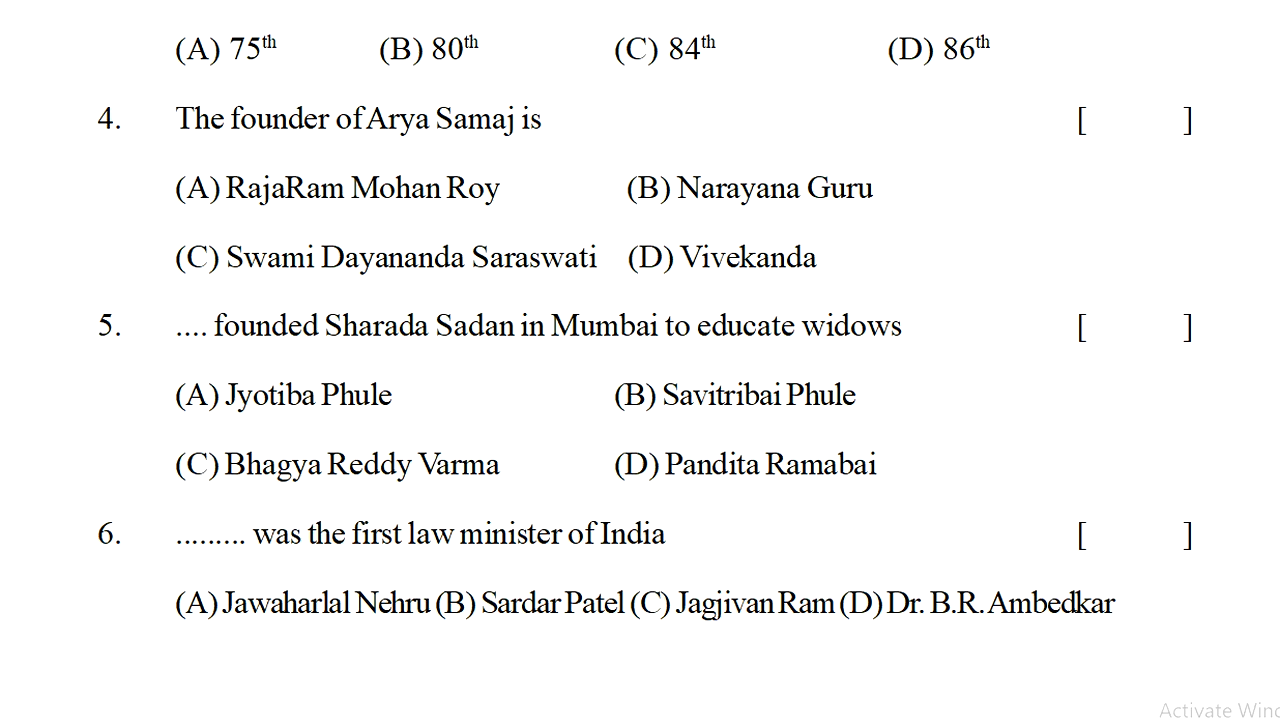 (A) 75th (B) 80th (C) 84th (D) 86th
4. The founder of Arya Samaj is [ ]
(A) RajaRam Mohan Roy (B) Narayana Guru
(C) Swami Dayananda Saraswati (D) Vivekanda
5. .... founded Sharada Sadan in Mumbai to educate widows [ ]
(A) Jyotiba Phule (B) Savitribai Phule
(C) Bhagya Reddy Varma (D) Pandita Ramabai
6. ......... was the first law minister of India [ ]
(A) Jawaharlal Nehru (B) Sardar Patel (C) Jagjivan Ram (D) Dr. B.R. Ambedkar
Activate Winc